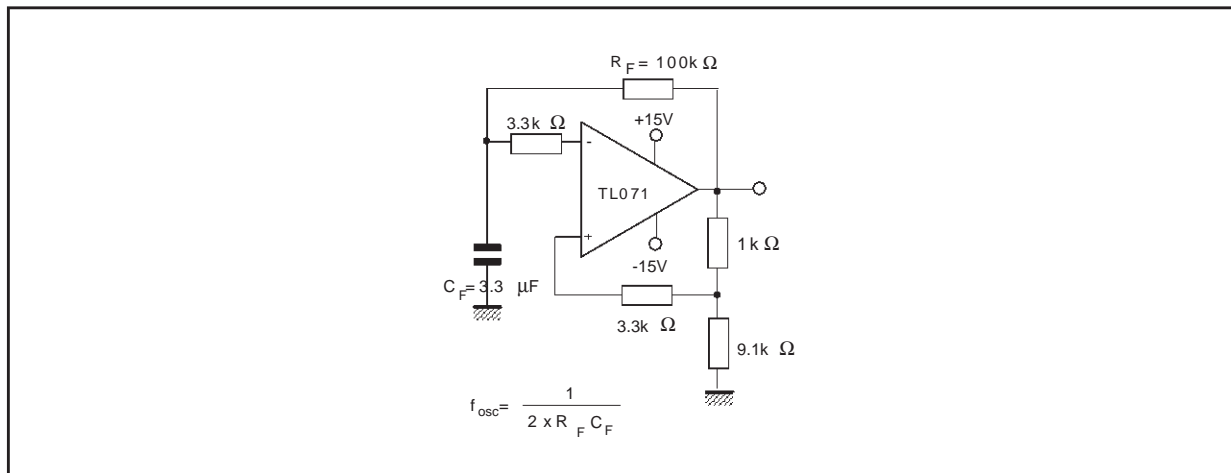 R F = 100k Ω
3.3k Ω
+15V
-
TL071
+
-15V
1k Ω
C F = 3.3 µF
3.3k Ω
9.1k Ω
f osc = 1
2 x R F C F